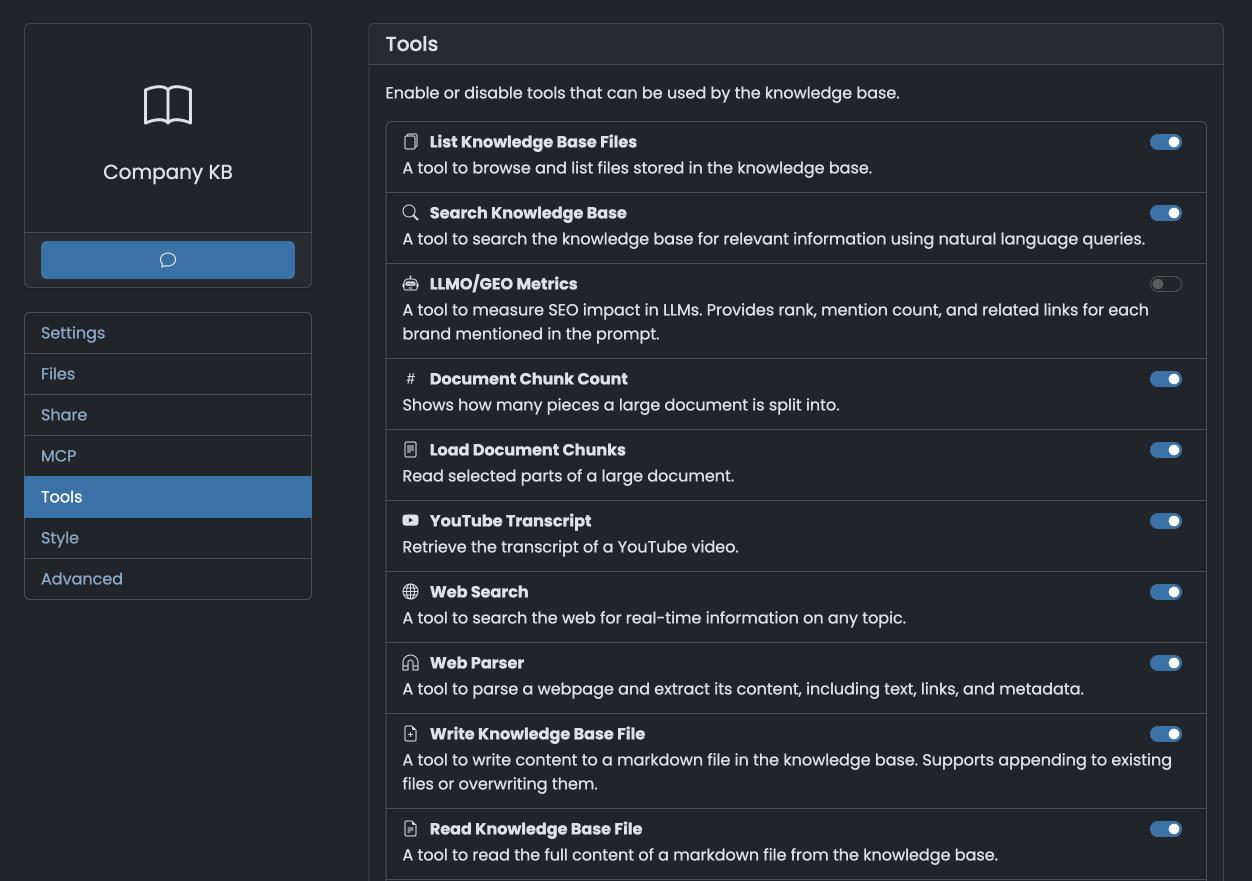 Company KB
Settings
Files
Share
MCP
Tools
Style
Advanced
Tools
Enable or disable tools that can be used by the knowledge base.
List Knowledge Base Files
A tool to browse and list files stored in the knowledge base.
Search Knowledge Base
A tool to search the knowledge base for relevant information using natural language queries.
LLMO/GEO Metrics
A tool to measure SEO impact in LLMs. Provides rank, mention count, and related links for each
brand mentioned in the prompt.
# Document Chunk Count
Shows how many pieces a large document is split into.
Load Document Chunks
Read selected parts of a large document.
YouTube Transcript
Retrieve the transcript of a YouTube video.
Web Search
A tool to search the web for real-time information on any topic.
Web Parser
A tool to parse a webpage and extract its content, including text, links, and metadata.
Write Knowledge Base File
A tool to write content to a markdown file in the knowledge base. Supports appending to existing
files or overwriting them.
Read Knowledge Base File
A tool to read the full content of a markdown file from the knowledge base.